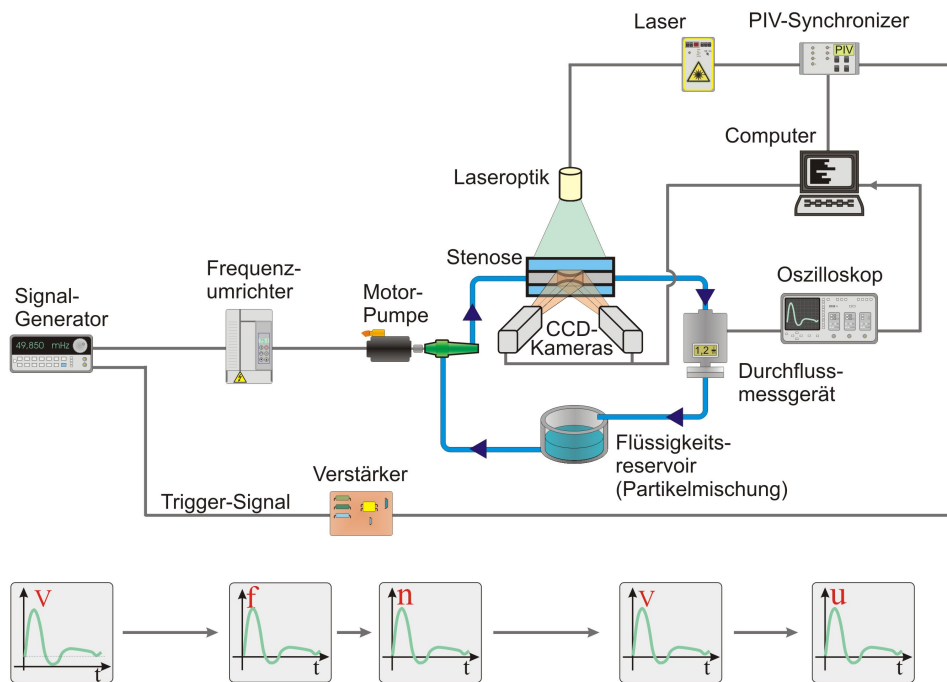 Laser
PIV-Synchronizer
PIV
Computer
Laseroptik
Stenose
Frequenz-
umrichter
Motor-
Pumpe
Signal-
Generator
49,850 mHz
CCD-
Kameras
Oszilloskop
1,2
Durchfluss-
messgerät
Flüssigkeits-
reservoir
(Partikelmischung)
Verstärker
Trigger-Signal
V
t
f
t
n
t
v
t
u
t